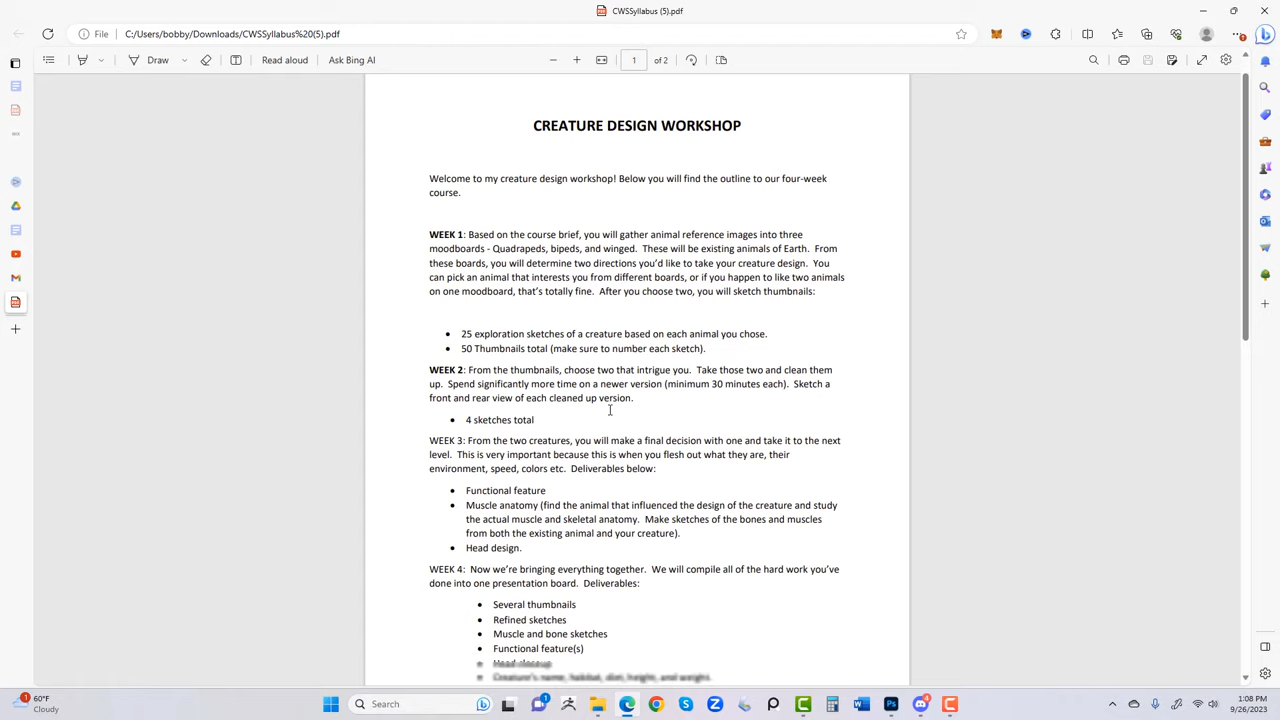 CWSSyllabus (5).pdf
File
C:/Users/bobby/Downloads/CWSSyllabus%20(5).pdf
Draw
Read aloud
Ask Bing AI
1
of 2
CREATURE DESIGN WORKSHOP
Welcome to my creature design workshop! Below you will find the outline to our four-week
course.
WEEK 1: Based on the course brief, you will gather animal reference images into three
moodboards - Quadrapeds, bipeds, and winged. These will be existing animals of Earth. From
these boards, you will determine two directions you'd like to take your creature design. You
can pick an animal that interests you from different boards, or if you happen to like two animals
on one moodboard, that's totally fine. After you choose two, you will sketch thumbnails:
• 25 exploration sketches of a creature based on each animal you chose.
• 50 Thumbnails total (make sure to number each sketch).
WEEK 2: From the thumbnails, choose two that intrigue you. Take those two and clean them
up. Spend significantly more time on a newer version (minimum 30 minutes each). Sketch a
front and rear view of each cleaned up version.
• 4 sketches total
WEEK 3: From the two creatures, you will make a final decision with one and take it to the next
level. This is very important because this is when you flesh out what they are, their
environment, speed, colors etc. Deliverables below:
• Functional feature
• Muscle anatomy (find the animal that influenced the design of the creature and study
the actual muscle and skeletal anatomy. Make sketches of the bones and muscles
from both the existing animal and your creature).
• Head design.
WEEK 4: Now we're bringing everything together. We will compile all of the hard work you've
done into one presentation board. Deliverables:
• Several thumbnails
• Refined sketches
• Muscle and bone sketches
• Functional feature(s)
• Head closeup
• Creature's name, habitat, diet, height, and weight.
60°F
Cloudy
Search
1:08 PM
9/26/2023